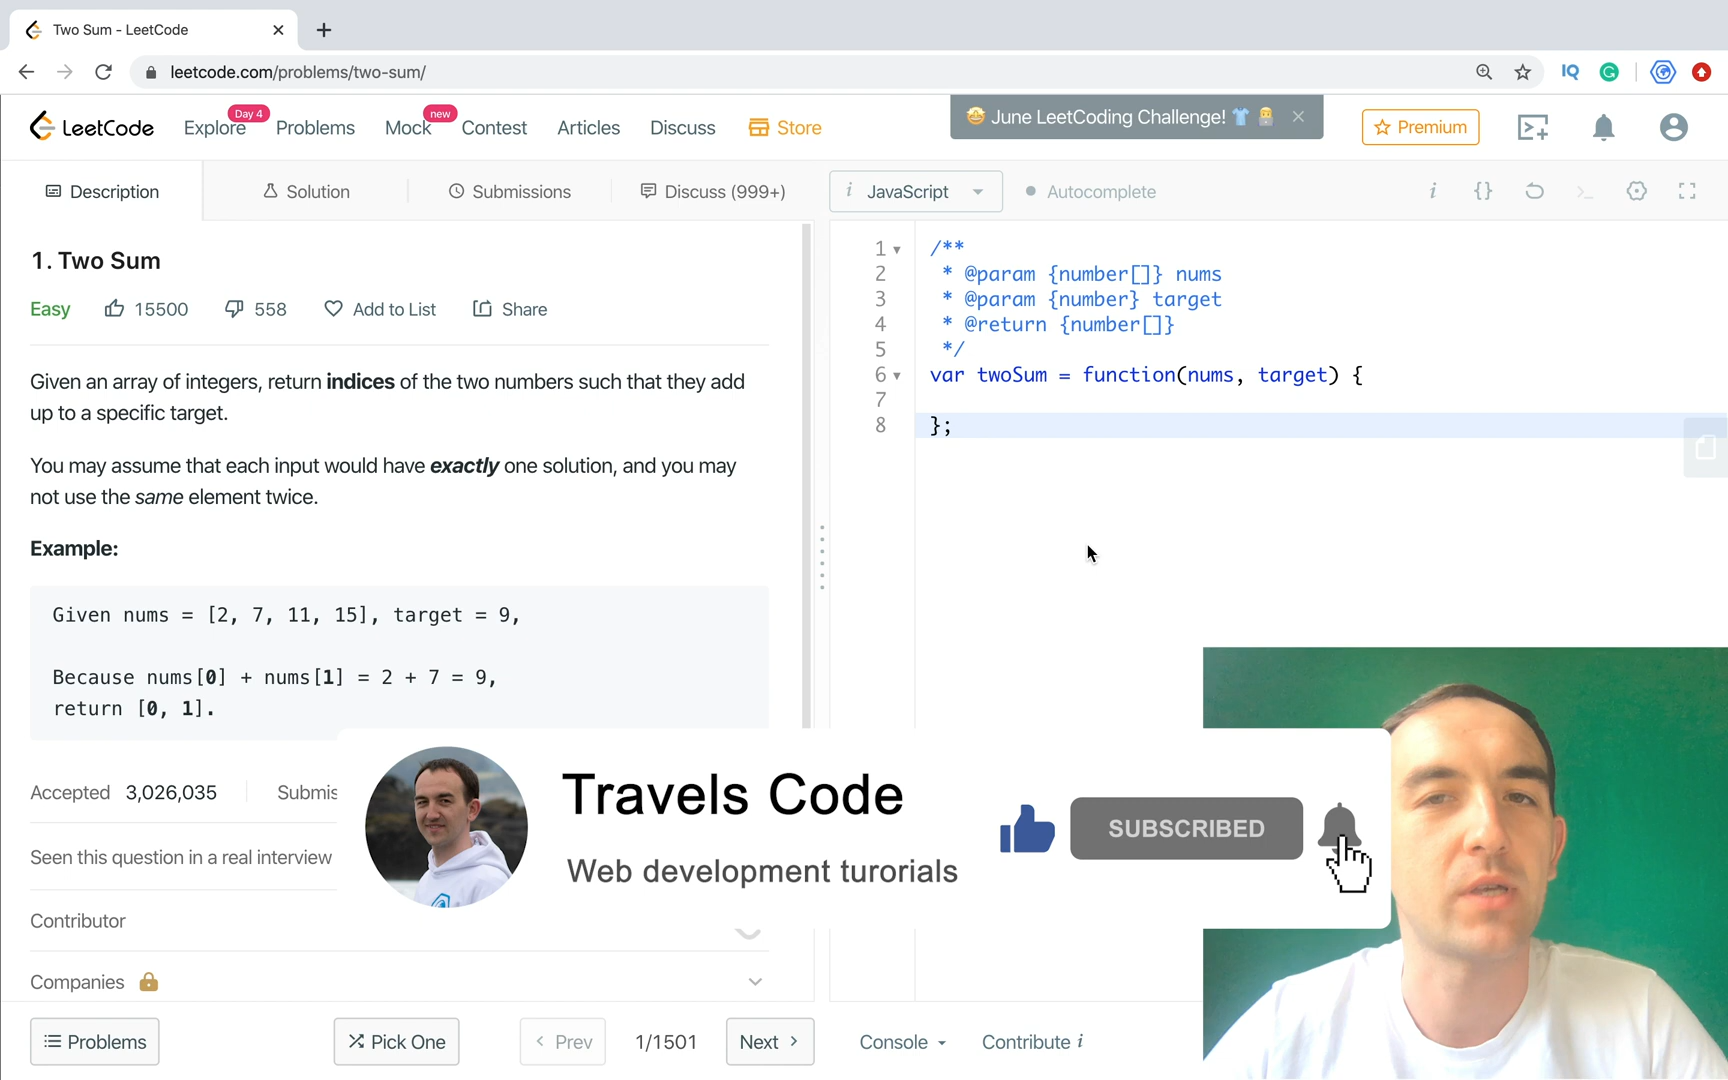 Two Sum - LeetCode
leetcode.com/problems/two-sum/
IQ
LeetCode
Explore
Day 4
Problems
Mock
new
Contest
Articles
Discuss
Store
June LeetCoding Challenge!
Premium
Description
Solution
Submissions
Discuss (999+)
i JavaScript
Autocomplete
i {}
1. Two Sum
Easy
15500
558
Add to List
Share
Given an array of integers, return indices of the two numbers such that they add
up to a specific target.
You may assume that each input would have exactly one solution, and you may
not use the same element twice.
Example:
Given nums = [2, 7, 11, 15], target = 9,
Because nums[0] + nums[1] = 2 + 7 = 9,
return [0, 1].
Accepted 3,026,035
Submis
Seen this question in a real interview
Contributor
Companies
Problems
Pick One
Prev
1/1501
Next
1 /**
2 * @param {number[]} nums
3 * @param {number} target
4 * @return {number[]}
5 */
6 var twoSum = function(nums, target) {
7
8 };
Travels Code
Web development turorials
SUBSCRIBED
Console
Contribute i